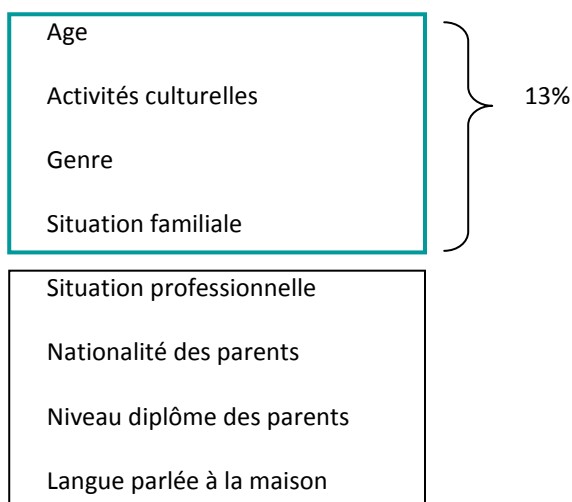 Age
Activités culturelles
13%
Genre
Situation familiale
Situation professionnelle
Nationalité des parents
Niveau diplôme des parents
Langue parlée à la maison